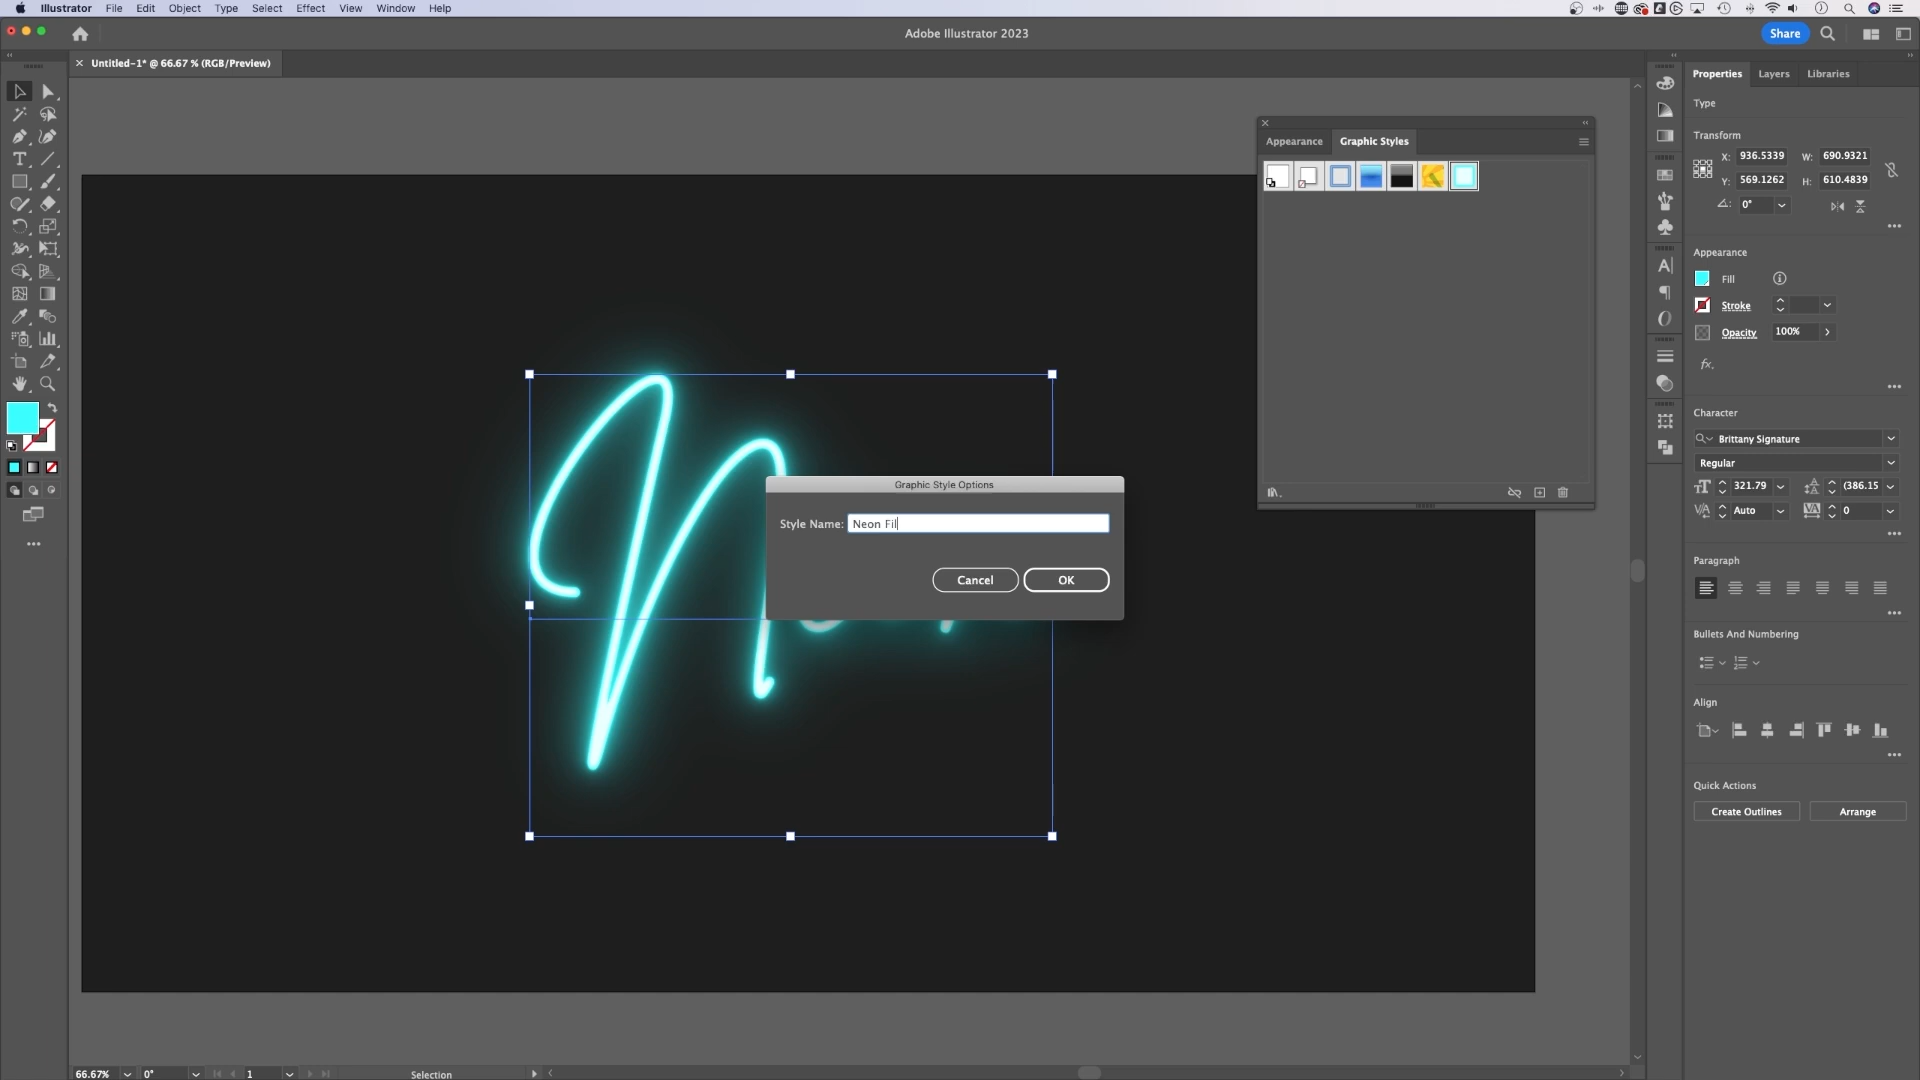 Illustrator File Edit Object Type Select Effect View Window Help
Adobe Illustrator 2023
Share
Untitled-1* @ 66.67 % (RGB/Preview)
Properties Layers Libraries
Type
Transform
X: 936.5339 W: 690.9321
Y: 569.1262 H: 610.4839
0°
Appearance
Fill
Stroke
Opacity 100%
fx.
Character
Brittany Signature
Regular
321.79 (386.15
Auto 0
Paragraph
Bullets And Numbering
Align
Quick Actions
Create Outlines Arrange
Appearance Graphic Styles
Graphic Style Options
Style Name: Neon Fil
Cancel OK
66.67% 0° 1 Selection